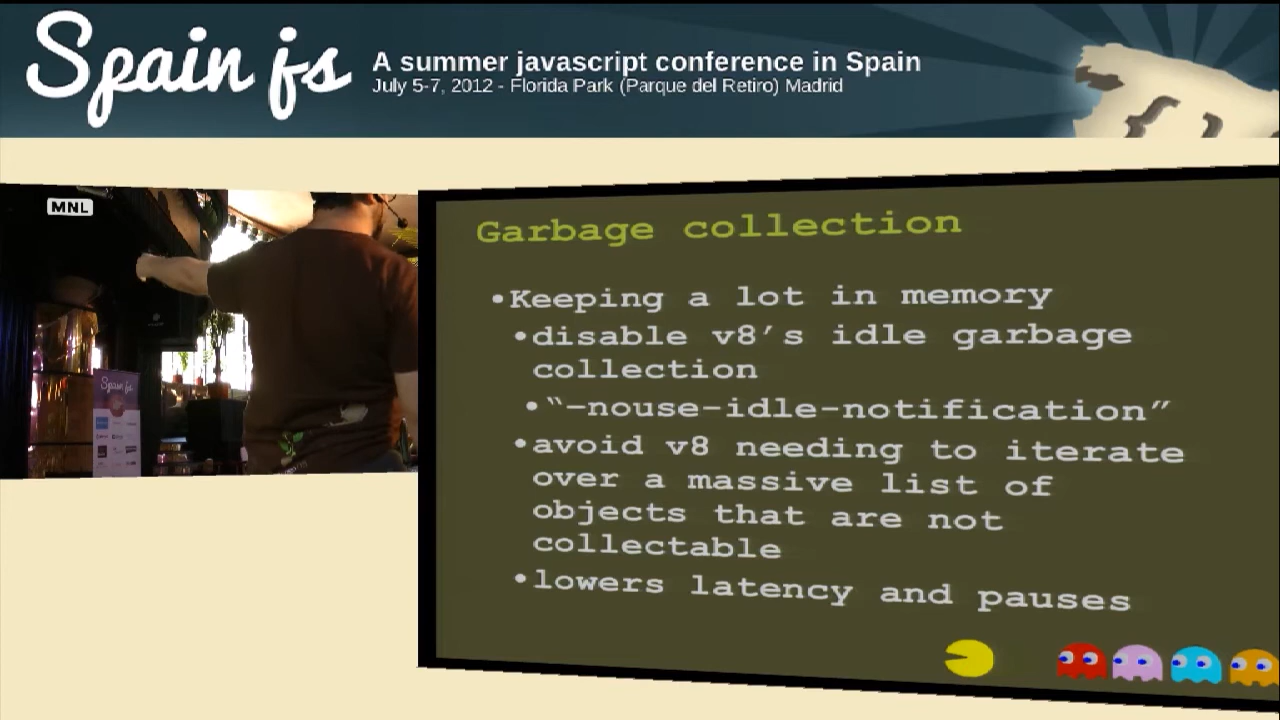 Spain js
A summer javascript conference in Spain
July 5-7, 2012 - Florida Park (Parque del Retiro) Madrid
MNL
Spain js
Garbage collection
•Keeping a lot in memory
•disable v8's idle garbage
collection
•“—nouse-idle-notification”
•avoid v8 needing to iterate
over a massive list of
objects that are not
collectable
•lowers latency and pauses